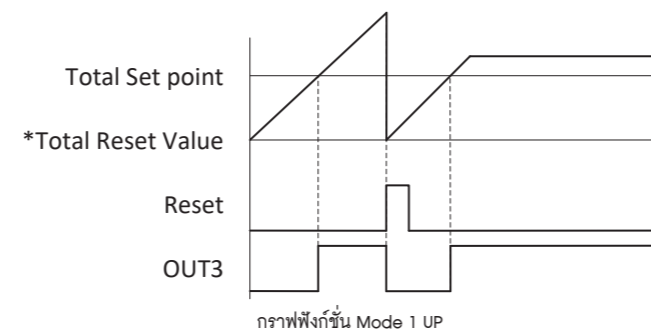 Total Set point
*Total Reset Value
Reset
OUT3
กราฟฟังก์ชั่น Mode 1 UP